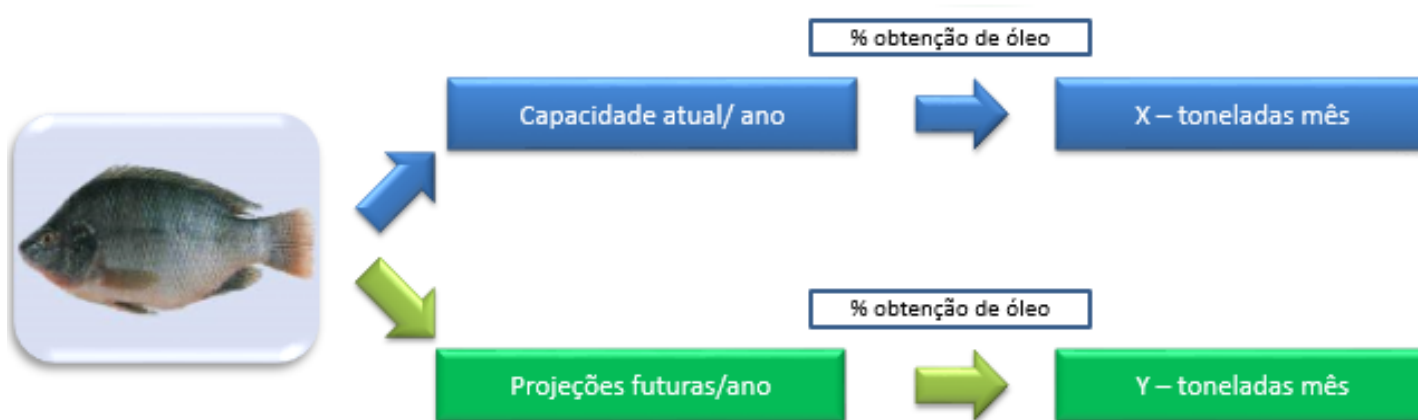 % obtenção de óleo
Capacidade atual/ ano
X – toneladas mês
% obtenção de óleo
Projeções futuras/ano
Y – toneladas mês